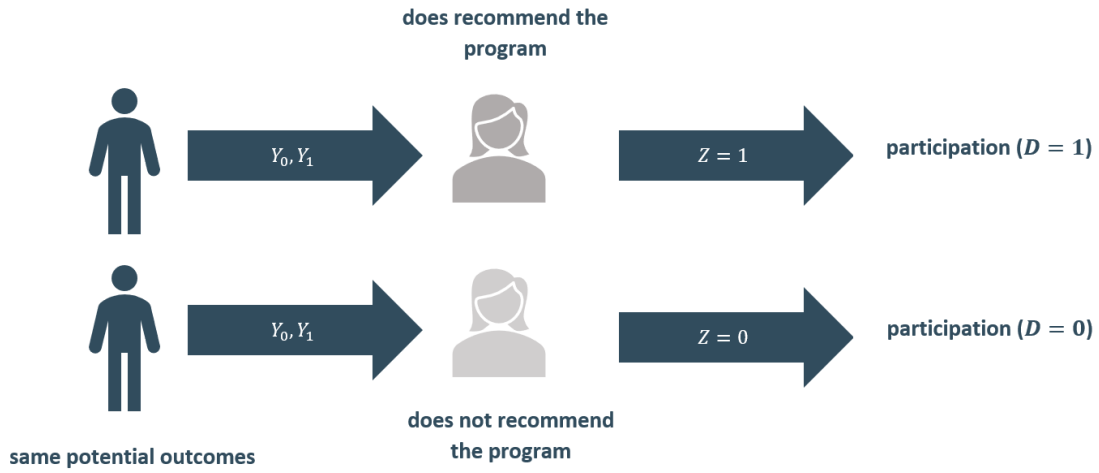 does recommend the
program
Y₀, Y₁
Z = 1
participation (D = 1)
Y₀, Y₁
Z = 0
participation (D = 0)
does not recommend
the program
same potential outcomes